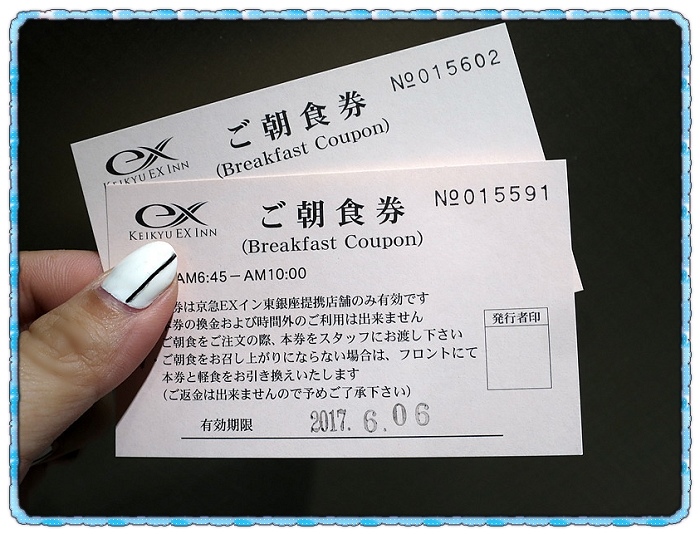 №015602
ご朝食券
(Breakfast Coupon)
ex
KEIKYU EX INN
№015591
ご朝食券
(Breakfast Coupon)
ex
KEIKYU EX INN
AM6:45－AM10:00
券は京急EXイン東銀座提携店舗のみ有効です
券の換金および時間外のご利用は出来ません
ご朝食をご注文の際、本券をスタッフにお渡し下さい
ご朝食をお召し上がりにならない場合は、フロントにて
本券と軽食をお引き換えいたします
(ご返金は出来ませんので予めご了承下さい)
発行者印
有効期限 2017. 6. 06